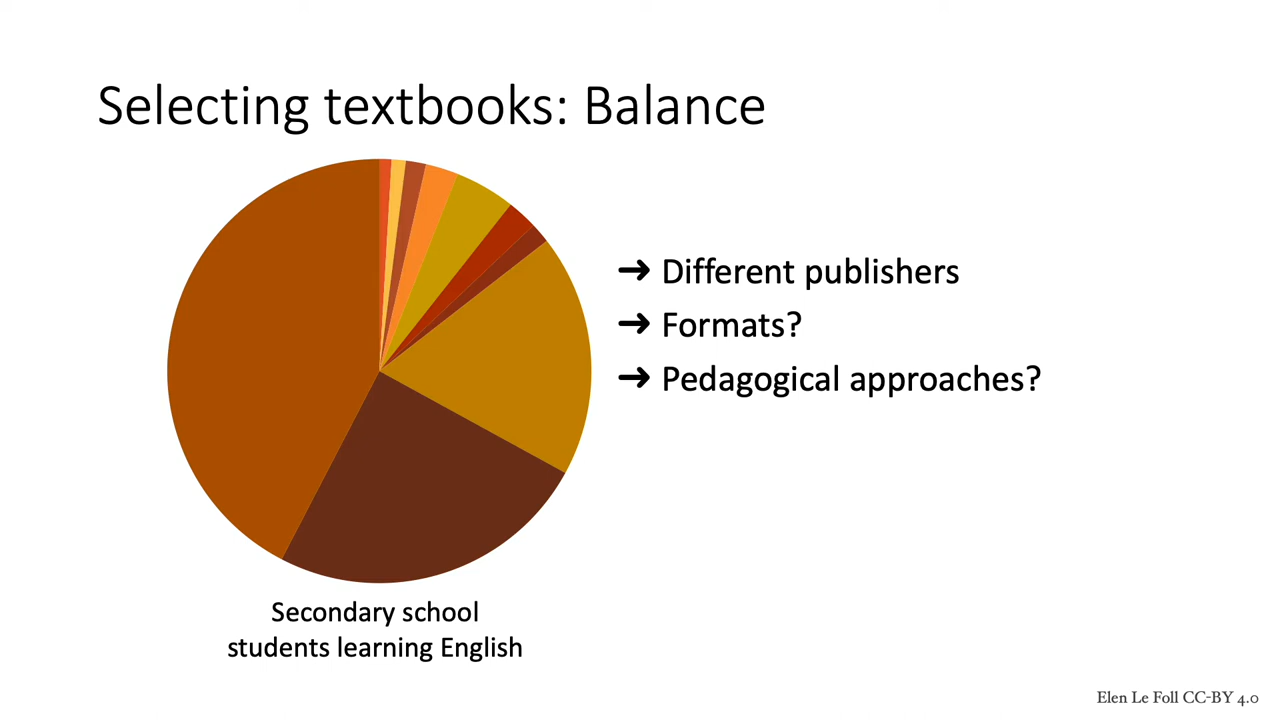 Selecting textbooks: Balance
➜ Different publishers
➜ Formats?
➜ Pedagogical approaches?
Secondary school
students learning English
Elen Le Foll CC-BY 4.0